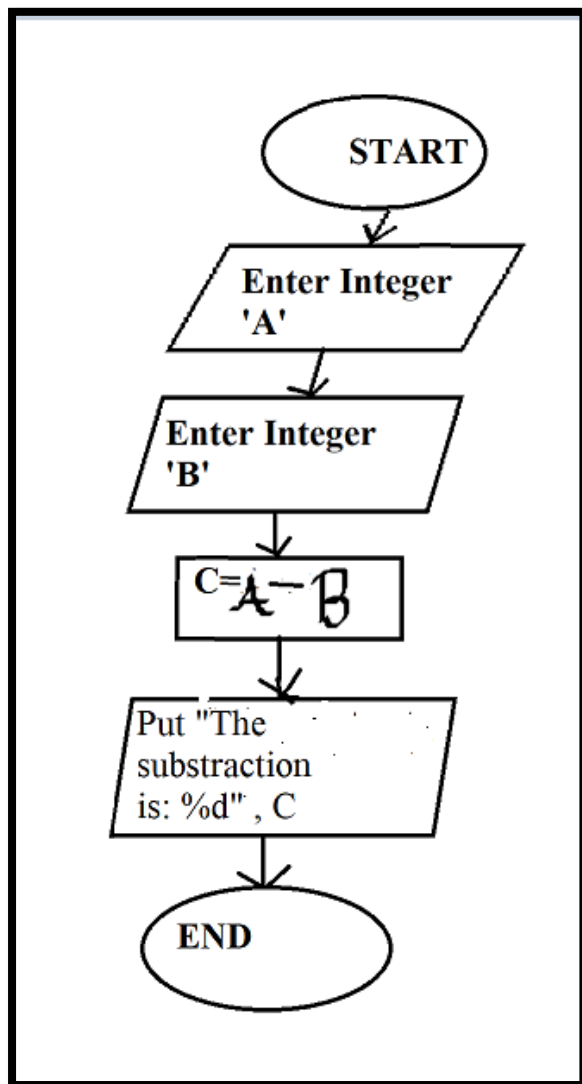 START
Enter Integer
'A'
Enter Integer
'B'
C=A-B
Put "The
substraction
is: %d" , C
END